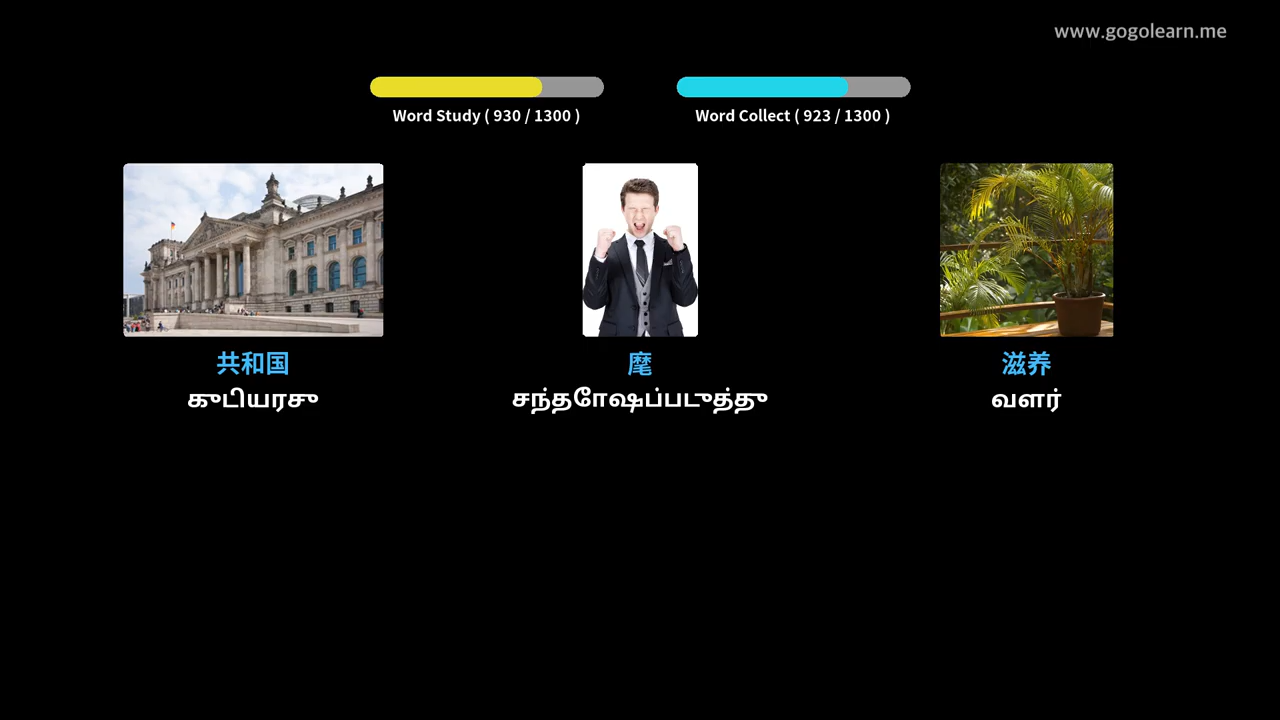 www.gogolearn.me
Word Study ( 930 / 1300 )
Word Collect ( 923 / 1300 )
共和国
麾
滋养
குடியரசு
சந்தோஷப்படுத்து
வளர்